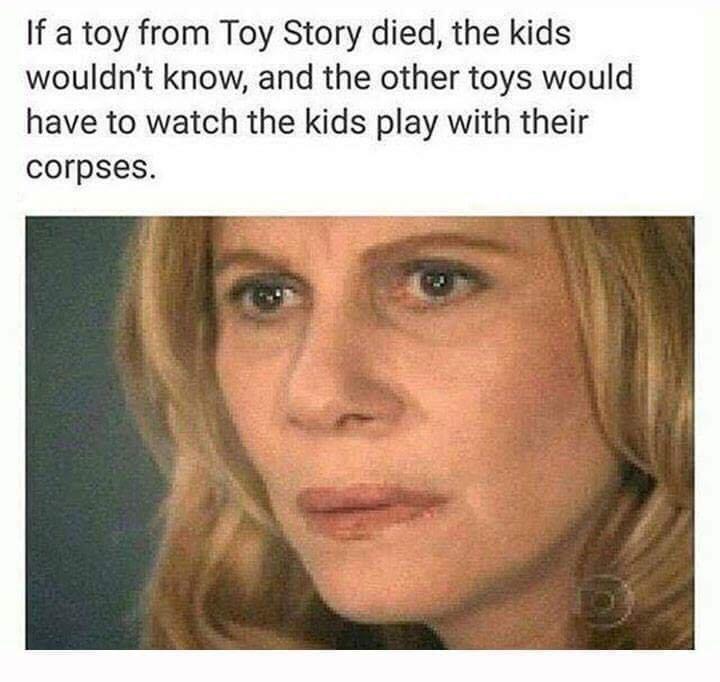 If a toy from Toy Story died, the kids
wouldn't know, and the other toys would
have to watch the kids play with their
corpses.